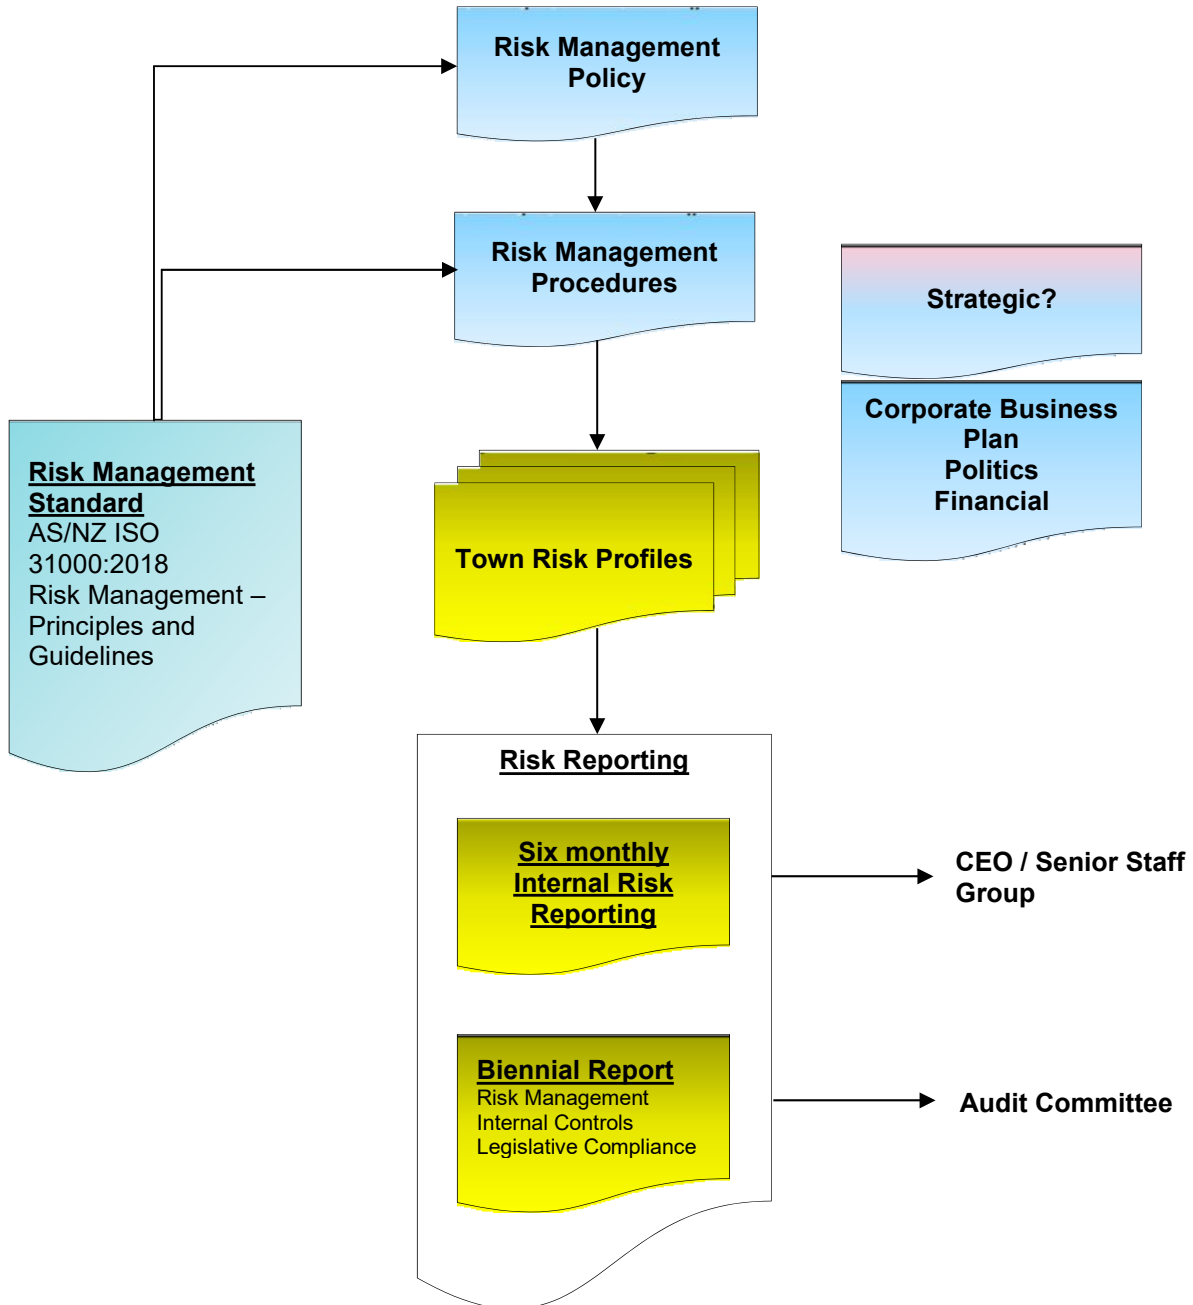 Risk Management
Policy
Risk Management
Procedures
Strategic?
Corporate Business
Plan
Politics
Financial
Risk Management
Standard
AS/NZ ISO
31000:2018
Risk Management –
Principles and
Guidelines
Town Risk Profiles
Risk Reporting
Six monthly
Internal Risk
Reporting
CEO / Senior Staff
Group
Biennial Report
Risk Management
Internal Controls
Legislative Compliance
Audit Committee